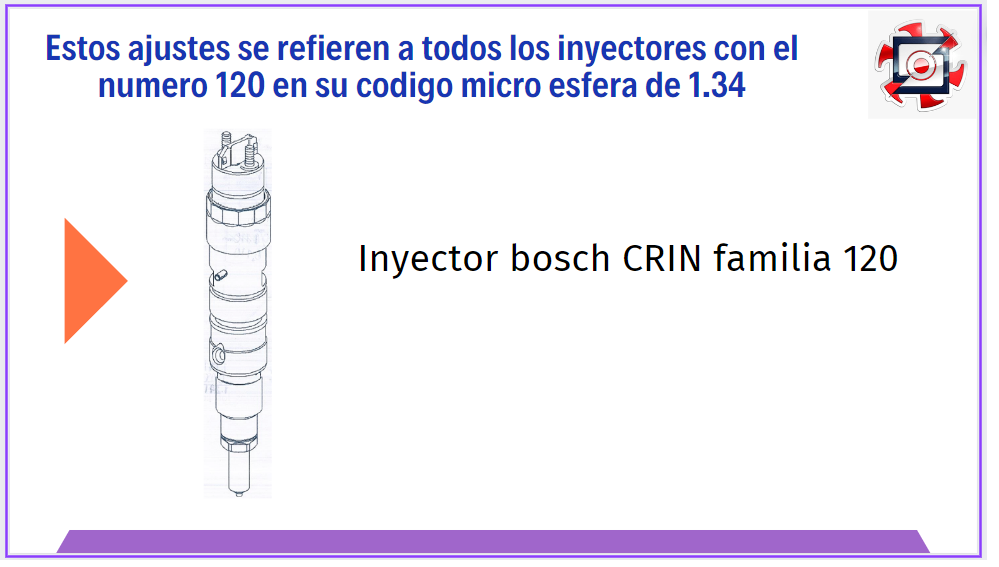 Estos ajustes se refieren a todos los inyectores con el
numero 120 en su codigo micro esfera de 1.34
Inyector bosch CRIN familia 120